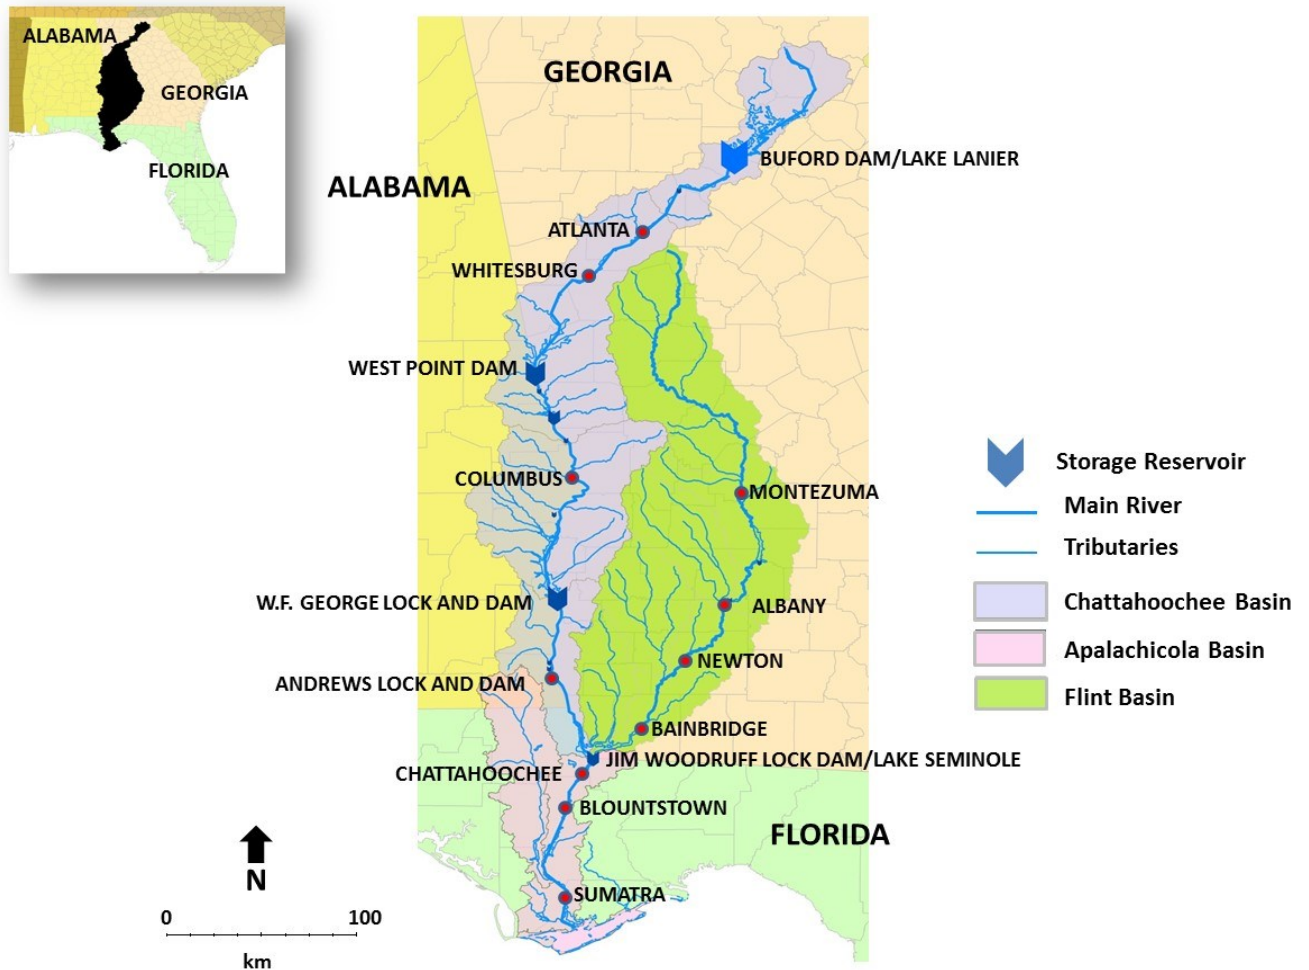 ALABAMA
GEORGIA
FLORIDA
GEORGIA
BUFORD DAM/LAKE LANIER
ALABAMA
ATLANTA
WHITESBURG
WEST POINT DAM
COLUMBUS
MONTEZUMA
W.F. GEORGE LOCK AND DAM
ALBANY
NEWTON
ANDREWS LOCK AND DAM
BAINBRIDGE
JIM WOODRUFF LOCK DAM/LAKE SEMINOLE
CHATTAHOOCHEE
BLOUNTSTOWN
FLORIDA
SUMATRA
Storage Reservoir
Main River
Tributaries
Chattahoochee Basin
Apalachicola Basin
Flint Basin
N
0 100
km